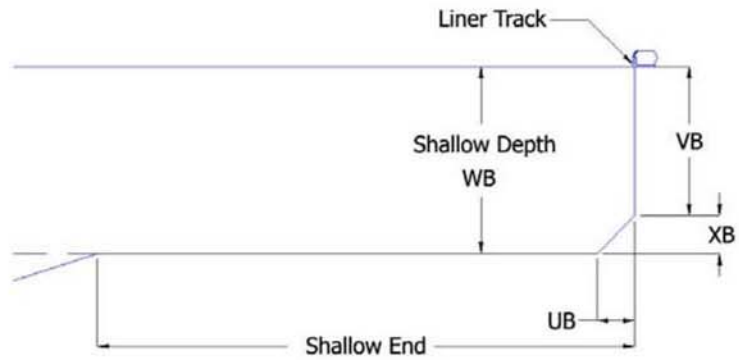 Liner Track
Shallow Depth
WB
VB
XB
UB
Shallow End